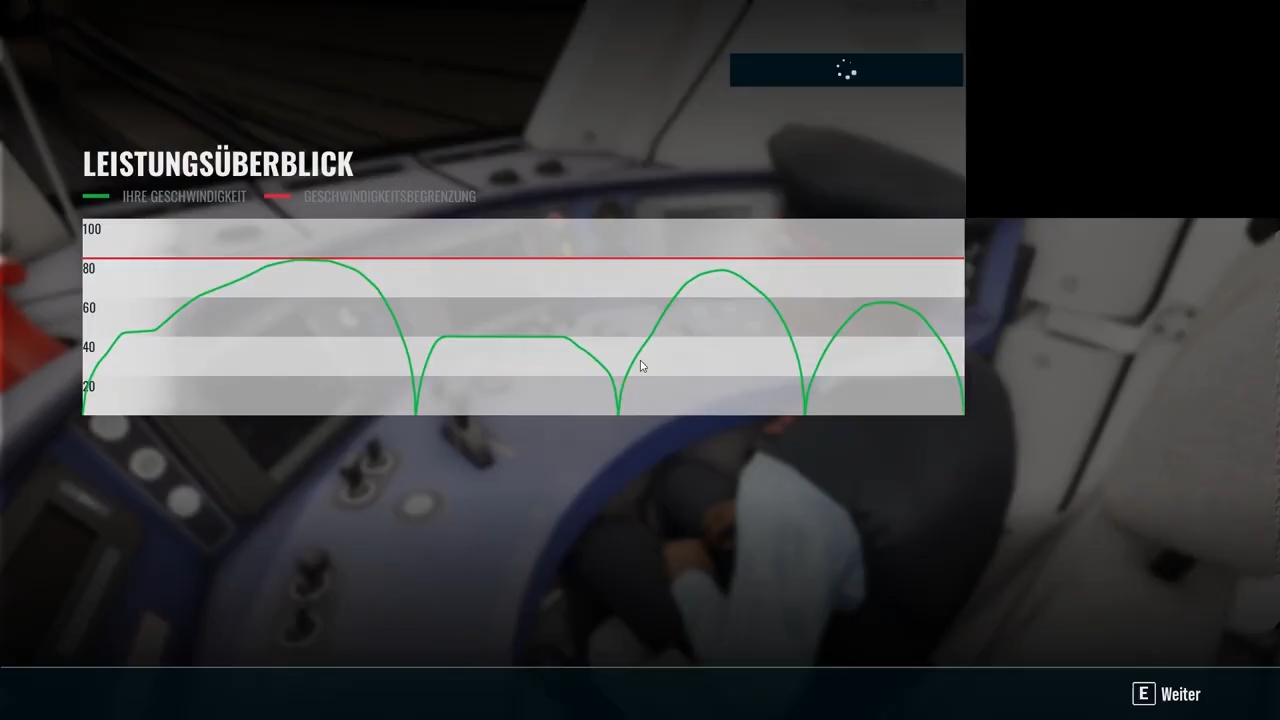 LEISTUNGSÜBERBLICK
IHRE GESCHWINDIGKEIT GESCHWINDIGKEITSBEGRENZUNG
100
80
60
40
20
E Weiter